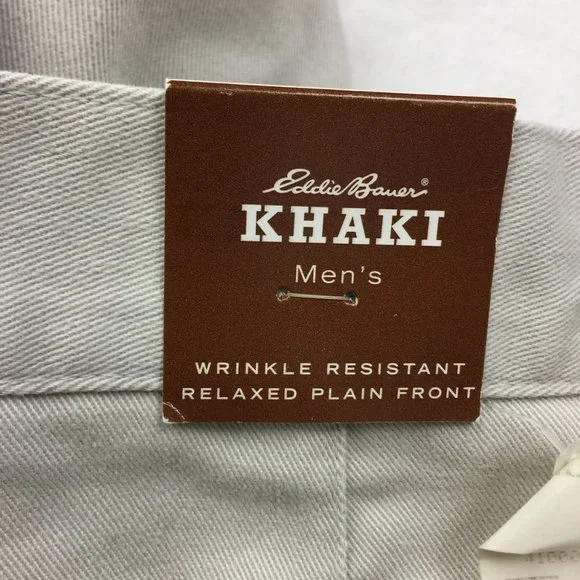 Eddie Bauer®
KHAKI
Men's
WRINKLE RESISTANT
RELAXED PLAIN FRONT